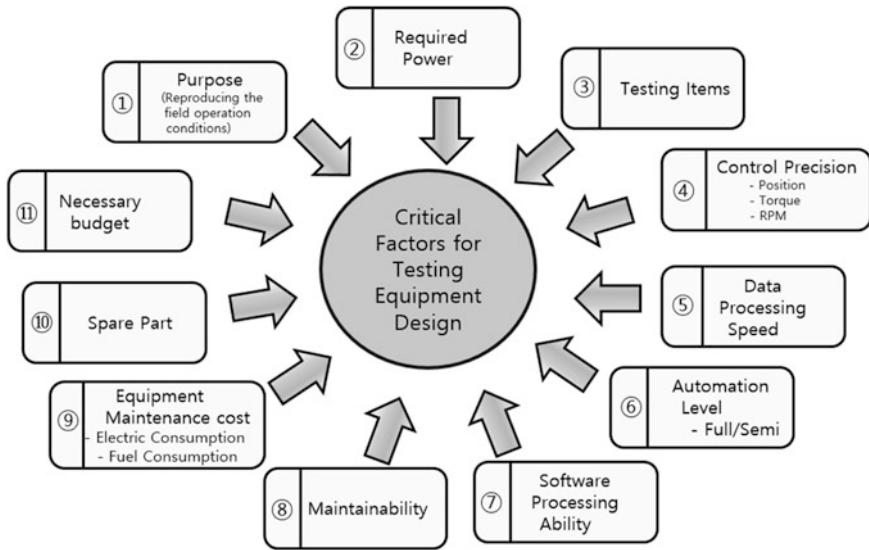 ①
Purpose
(Reproducing the
field operation
conditions)
②
Required
Power
③
Testing Items
④
Control Precision
- Position
- Torque
- RPM
⑤
Data
Processing
Speed
⑥
Automation
Level
- Full/Semi
⑦
Software
Processing
Ability
⑧
Maintainability
⑨
Equipment
Maintenance cost
- Electric Consumption
- Fuel Consumption
⑩
Spare Part
⑪
Necessary
budget
Critical
Factors for
Testing
Equipment
Design